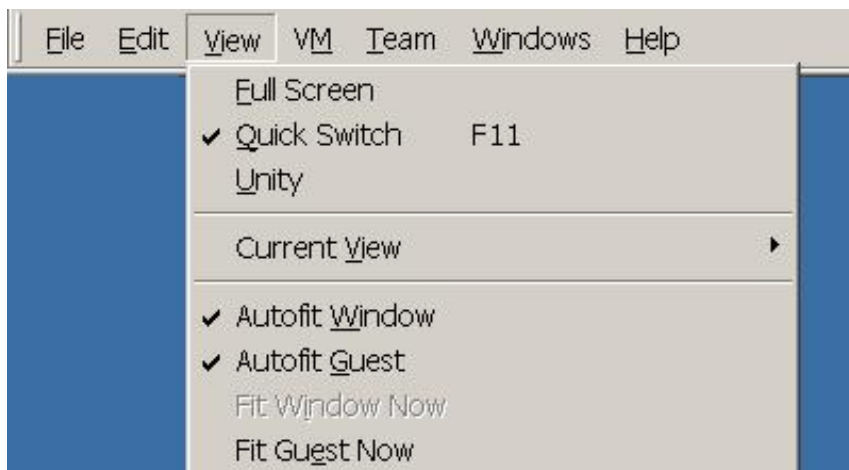 File Edit View VM Team Windows Help
Full Screen
Quick Switch F11
Unity
Current View
Autofit Window
Autofit Guest
Fit Window Now
Fit Guest Now